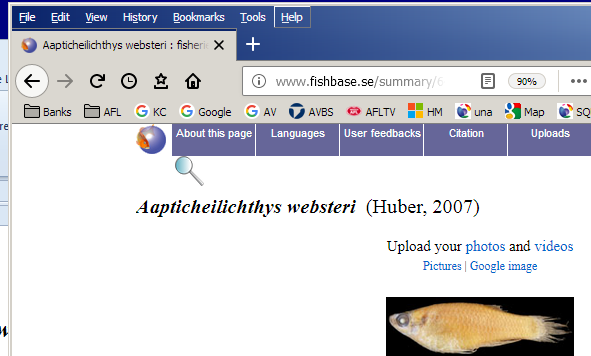 File Edit View History Bookmarks Tools Help
Aapticheilichthys websteri : fisheri
www.fishbase.se/summary/6 90%
Banks AFL KC Google AV AVBS AFLTV HM una Map SQ
About this page Languages User feedbacks Citation Uploads
Aapticheilichthys websteri (Huber, 2007)
Upload your photos and videos
Pictures | Google image